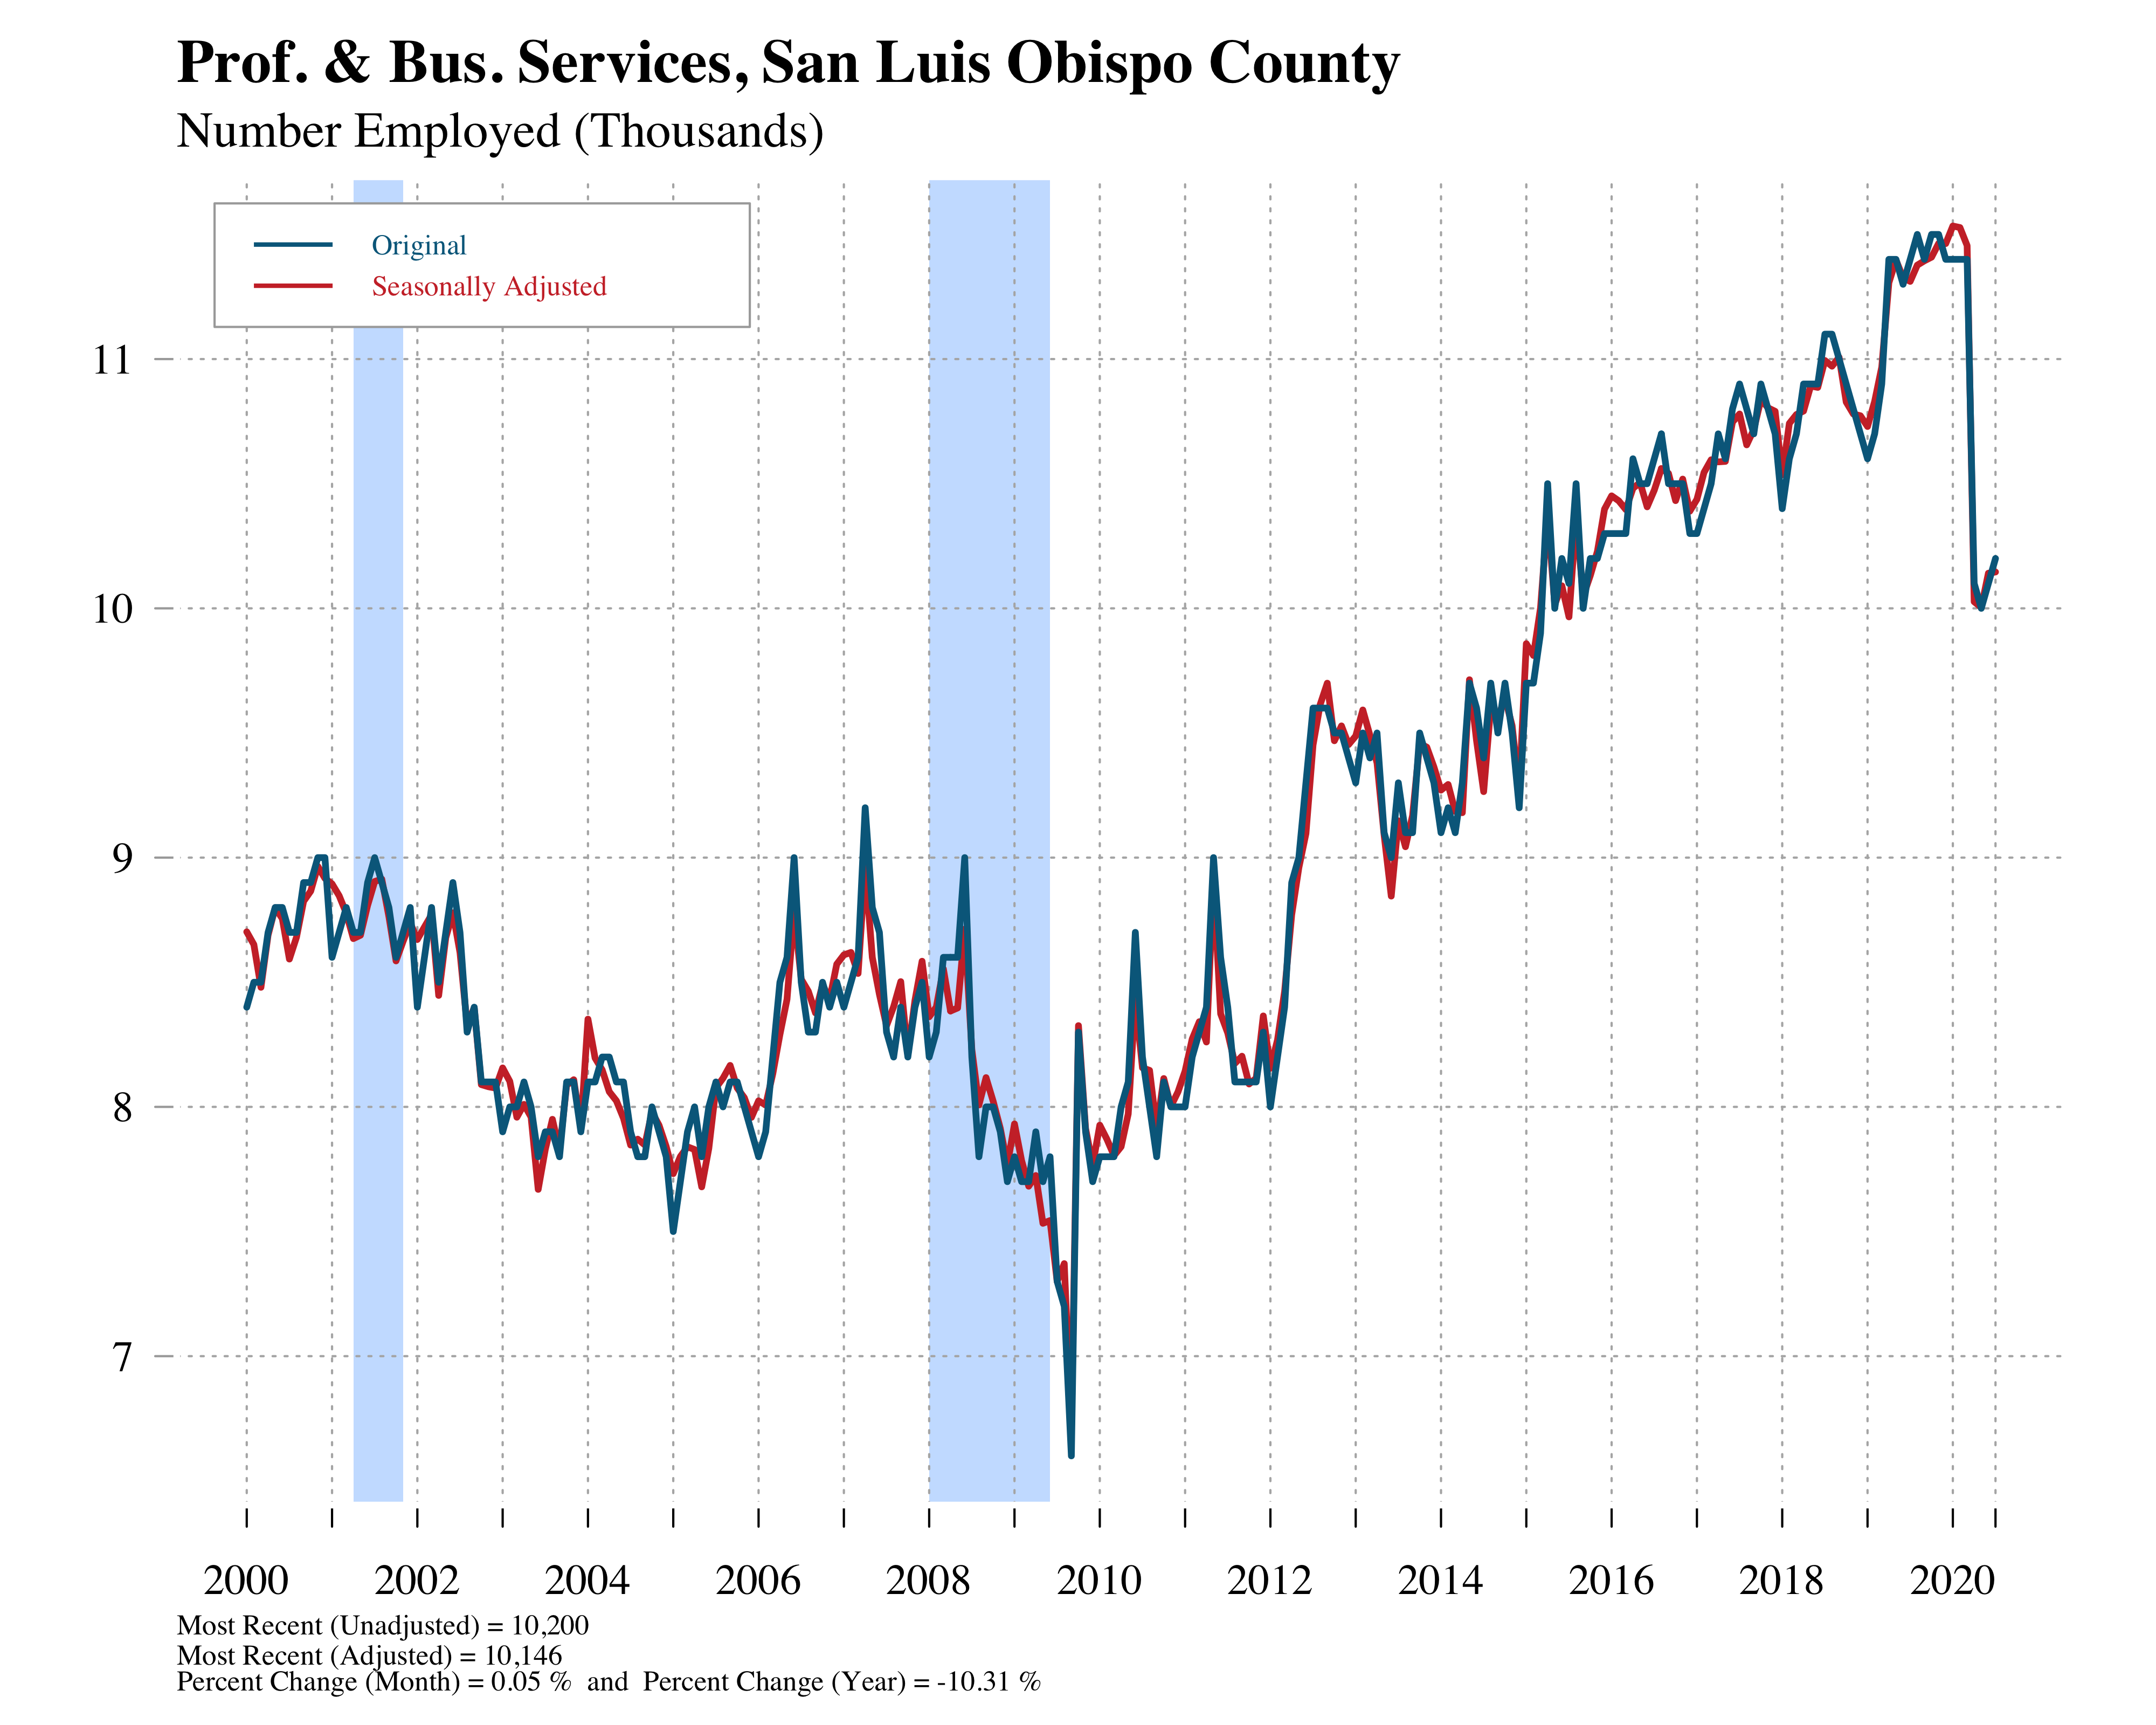 Prof. & Bus. Services, San Luis Obispo County
Number Employed (Thousands)
Original
Seasonally Adjusted
11
10
9
8
7
2000 2002 2004 2006 2008 2010 2012 2014 2016 2018 2020
Most Recent (Unadjusted) = 10,200
Most Recent (Adjusted) = 10,146
Percent Change (Month) = 0.05 % and Percent Change (Year) = -10.31 %